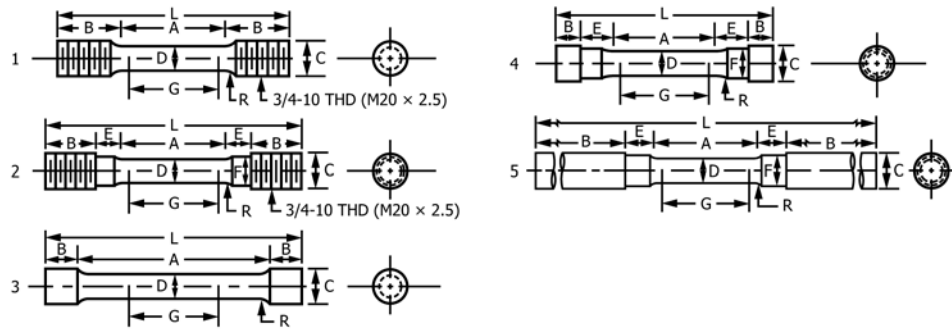 1
L
B A B
D C
G
R
3/4-10 THD (M20 × 2.5)
2
L
B E A E B
D F C
G
R
3/4-10 THD (M20 × 2.5)
3
L
B A B
D C
G
R
4
L
B E A E B
D F C
G
R
5
L
B E A E B
D F C
G
R